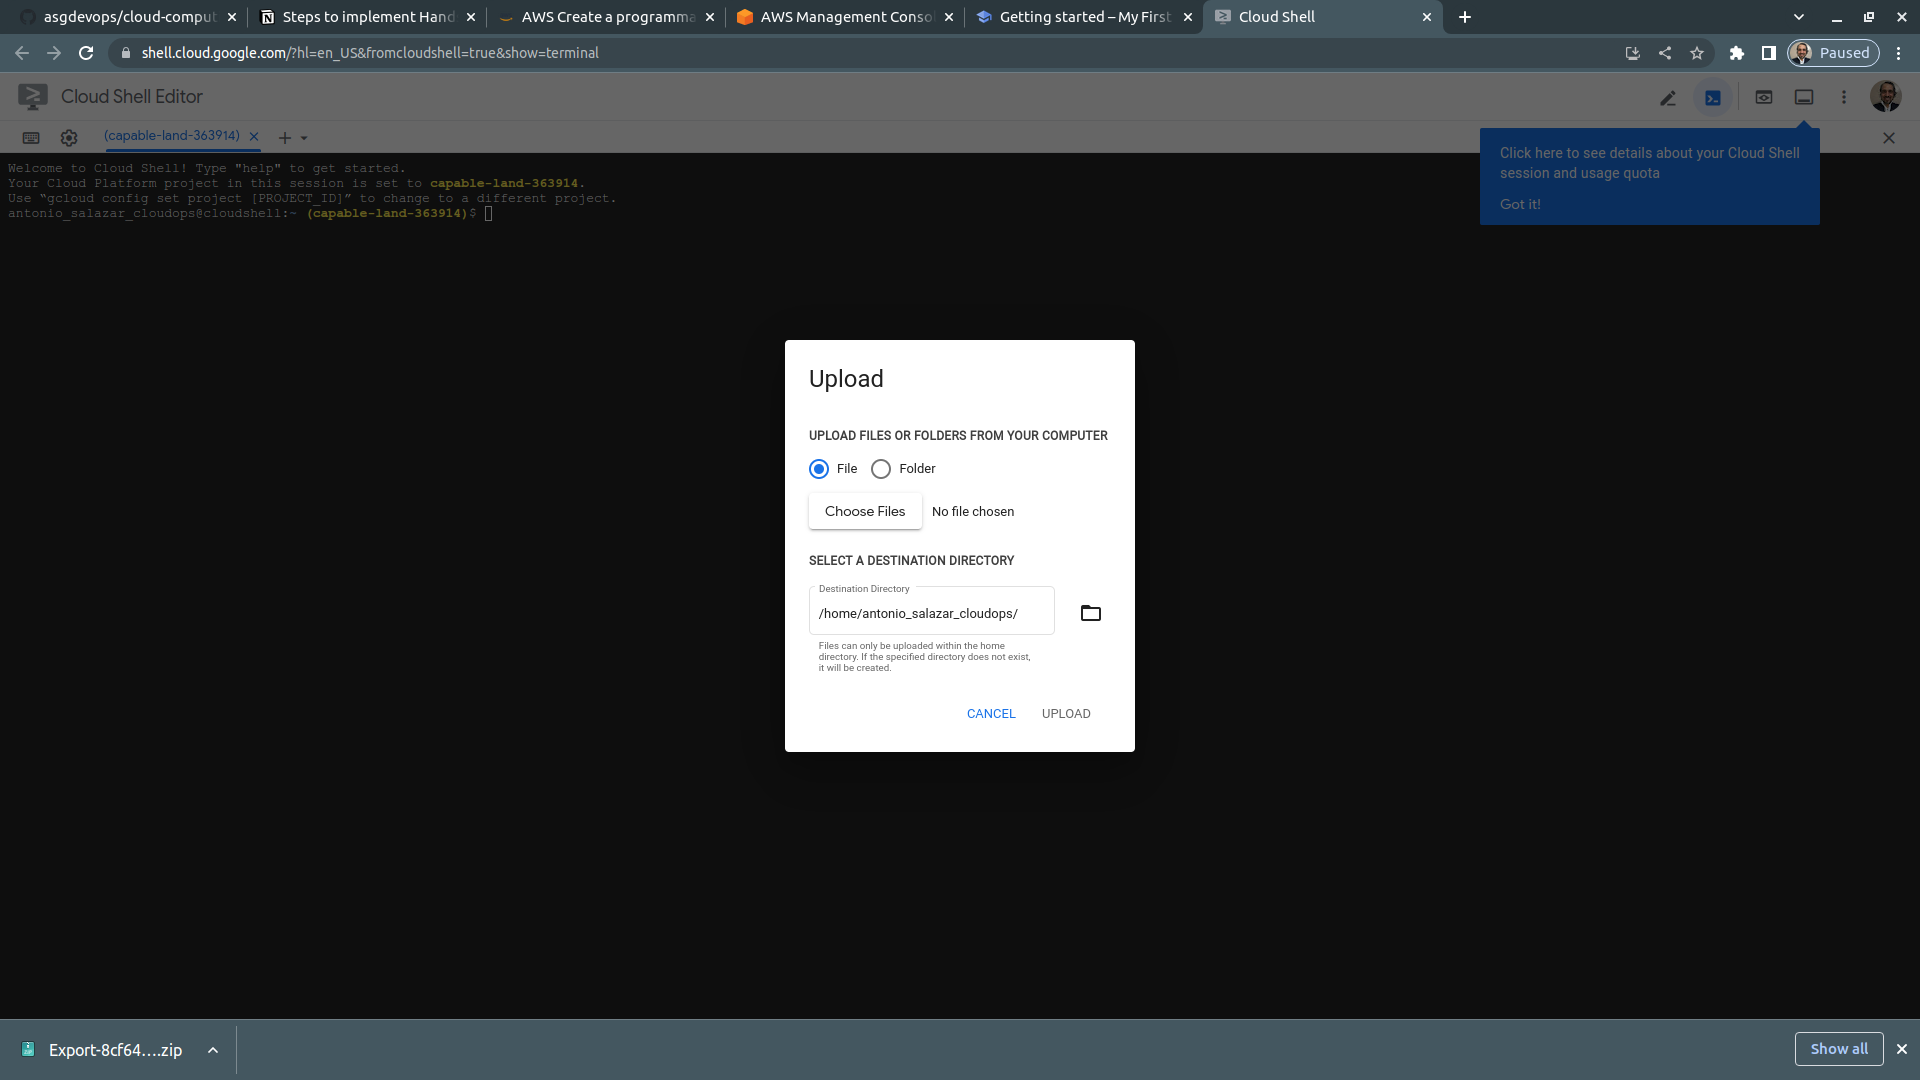 asgdevops/cloud-comput
Steps to implement Hand
AWS Create a programma
AWS Management Consol
Getting started – My First
Cloud Shell
shell.cloud.google.com/?hl=en_US&fromcloudshell=true&show=terminal
Paused
Cloud Shell Editor
(capable-land-363914)
Welcome to Cloud Shell! Type "help" to get started.
Your Cloud Platform project in this session is set to capable-land-363914.
Use “gcloud config set project [PROJECT_ID]” to change to a different project.
antonio_salazar_cloudops@cloudshell:~ (capable-land-363914)$
Click here to see details about your Cloud Shell
session and usage quota
Got it!
Upload
UPLOAD FILES OR FOLDERS FROM YOUR COMPUTER
File Folder
Choose Files No file chosen
SELECT A DESTINATION DIRECTORY
Destination Directory
/home/antonio_salazar_cloudops/
Files can only be uploaded within the home
directory. If the specified directory does not exist,
it will be created.
CANCEL UPLOAD
Export-8cf64....zip
Show all